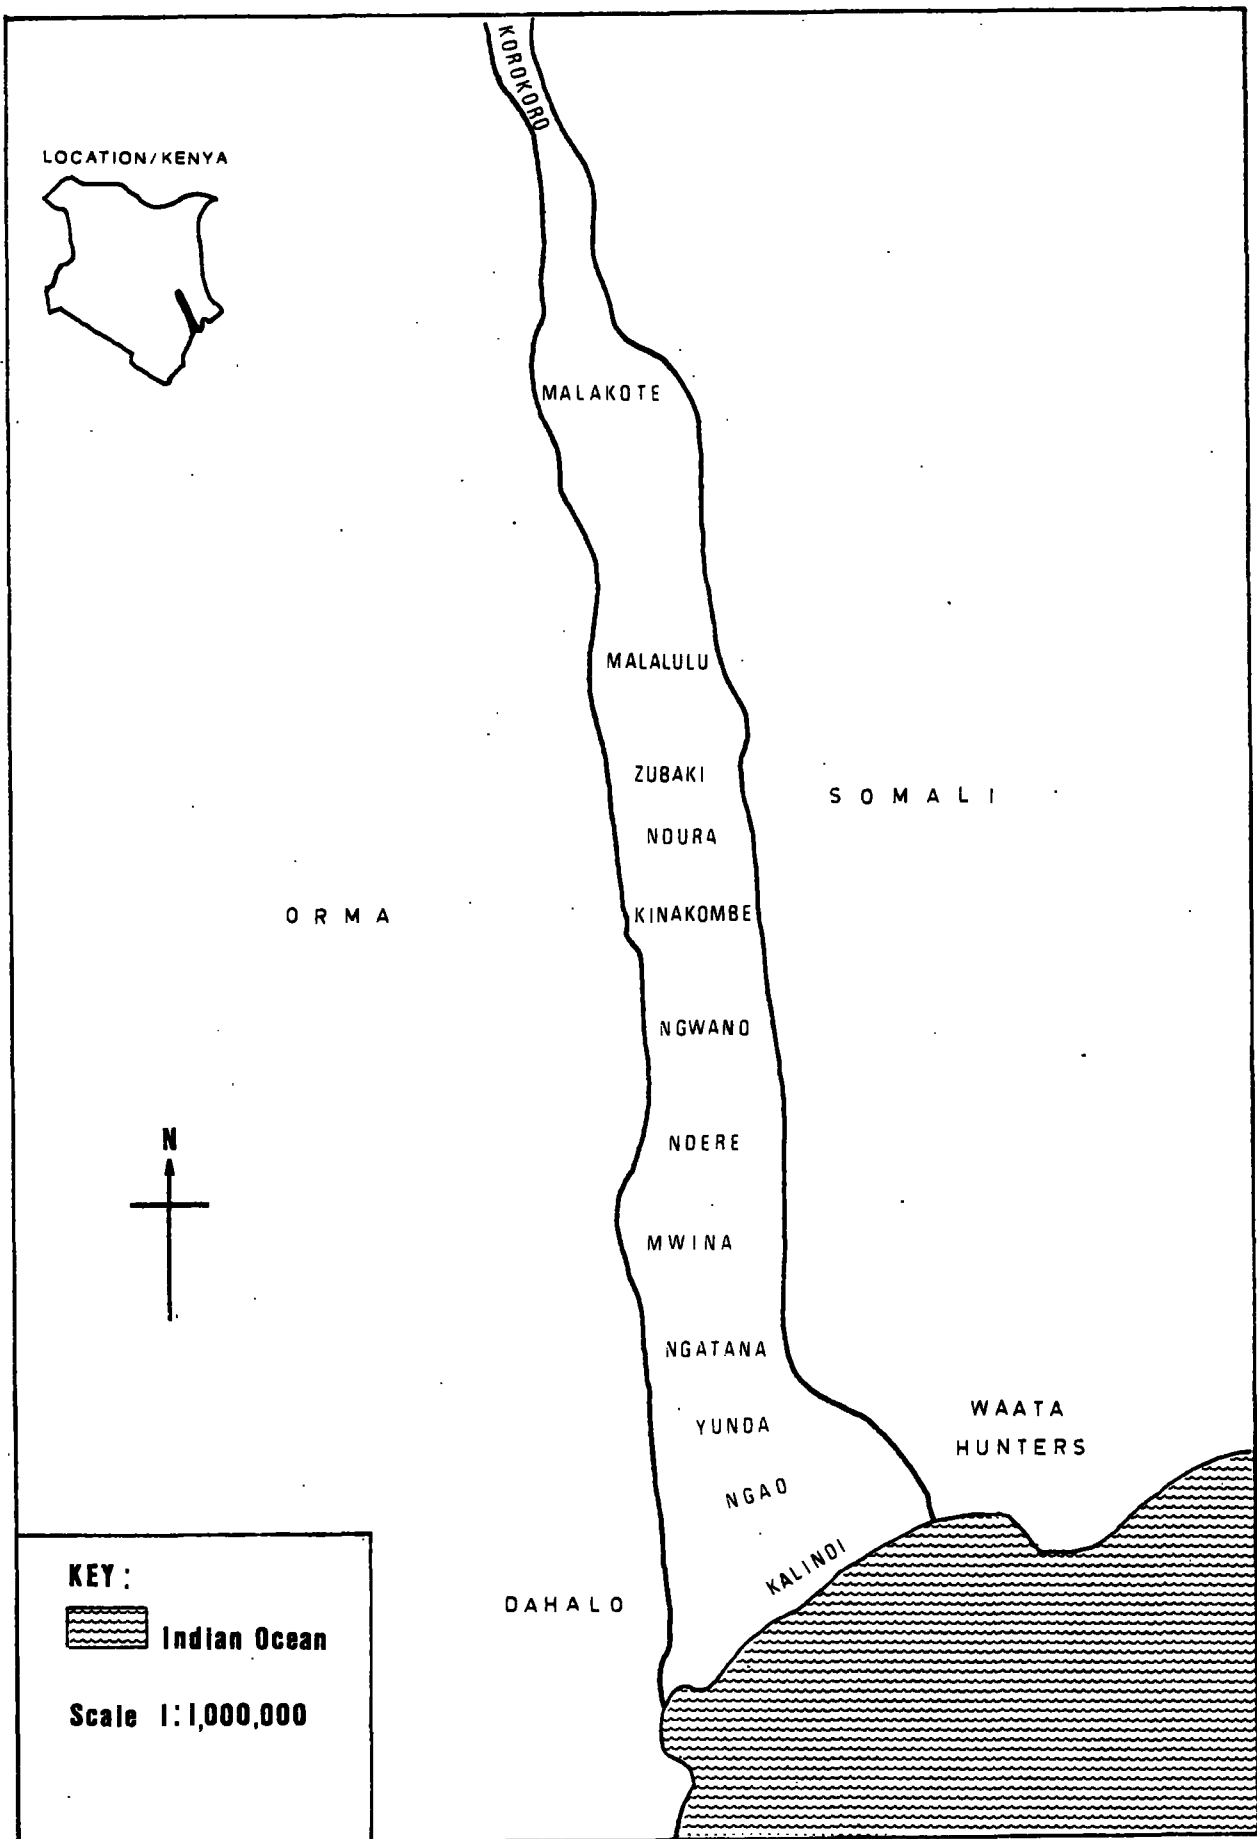 KOROKORO
LOCATION/KENYA
MALAKOTE
MALALULU
ZUBAKI
SOMALI
NDURA
ORMA
KINAKOMBE
NGWANO
N
NDERE
MWINA
NGATANA
WAATA
HUNTERS
YUNDA
NGAO
KALINDI
DAHALO
KEY:
Indian Ocean
Scale 1:1,000,000